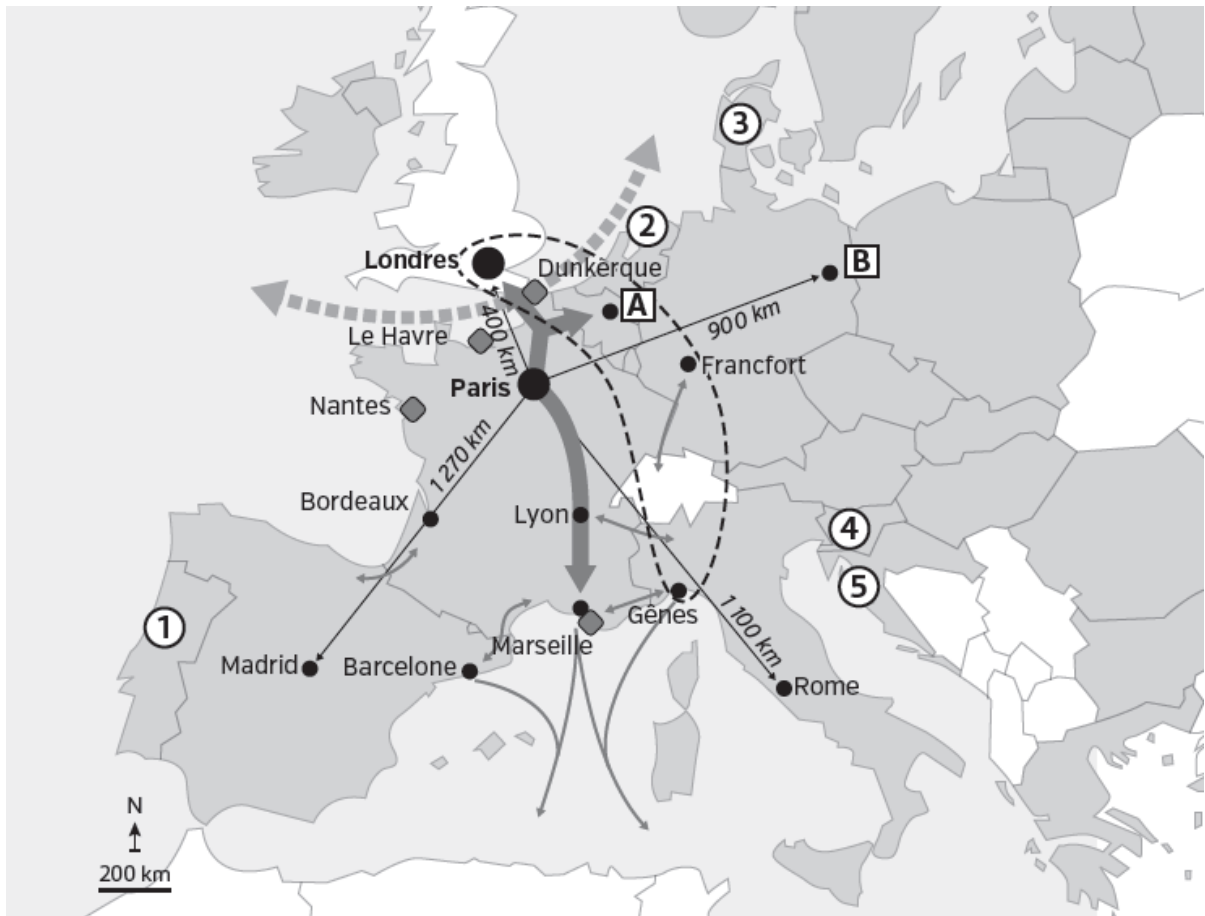 3
2
Londres
Dunkerque
B
A
400 km
900 km
Le Havre
Paris
Francfort
Nantes
1 270 km
Bordeaux
Lyon
4
5
1
Gênes
1 100 km
Marseille
Madrid
Barcelone
Rome
N
200 km